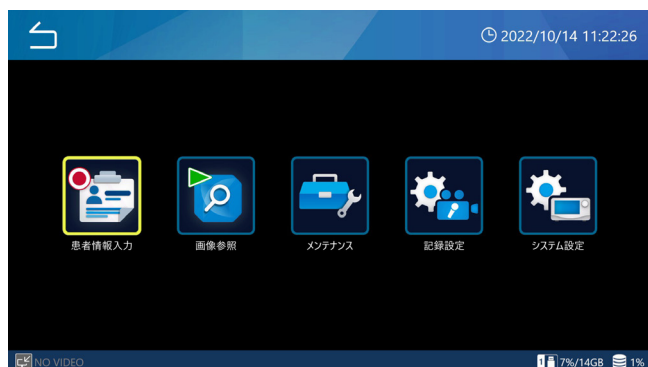 2022/10/14 11:22:26
患者情報入力
画像参照
メンテナンス
記録設定
システム設定
NO VIDEO
1 7%/14GB 1%